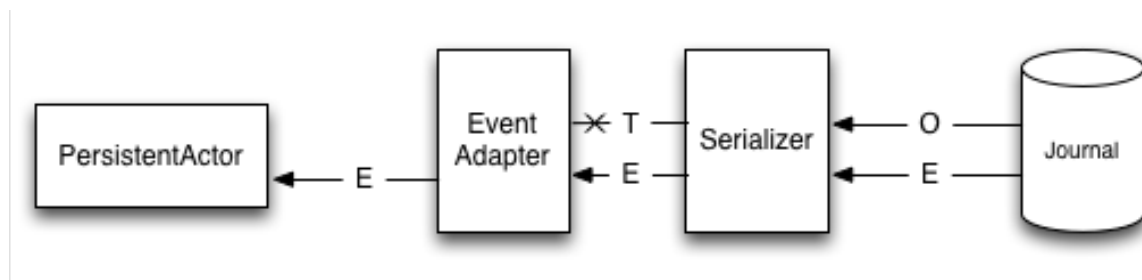 PersistentActor
E
Event
Adapter
T
E
Serializer
O
E
Journal